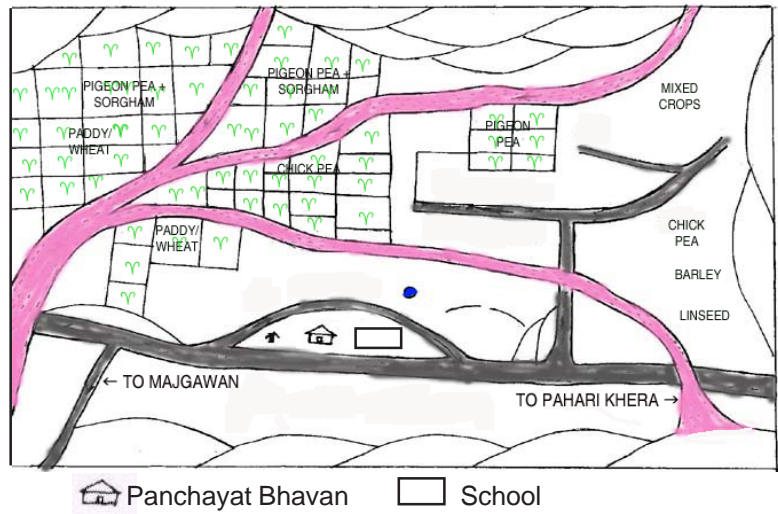 PIGEON PEA +
SORGHAM
PIGEON PEA +
SORGHAM
MIXED
CROPS
PADDY/
WHEAT
PIGEON
PEA
CHICK PEA
PADDY/
WHEAT
CHICK
PEA
BARLEY
LINSEED
← TO MAJGAWAN
TO PAHARI KHERA →
Panchayat Bhavan
School